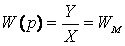 W(p) = Y/X = W_M